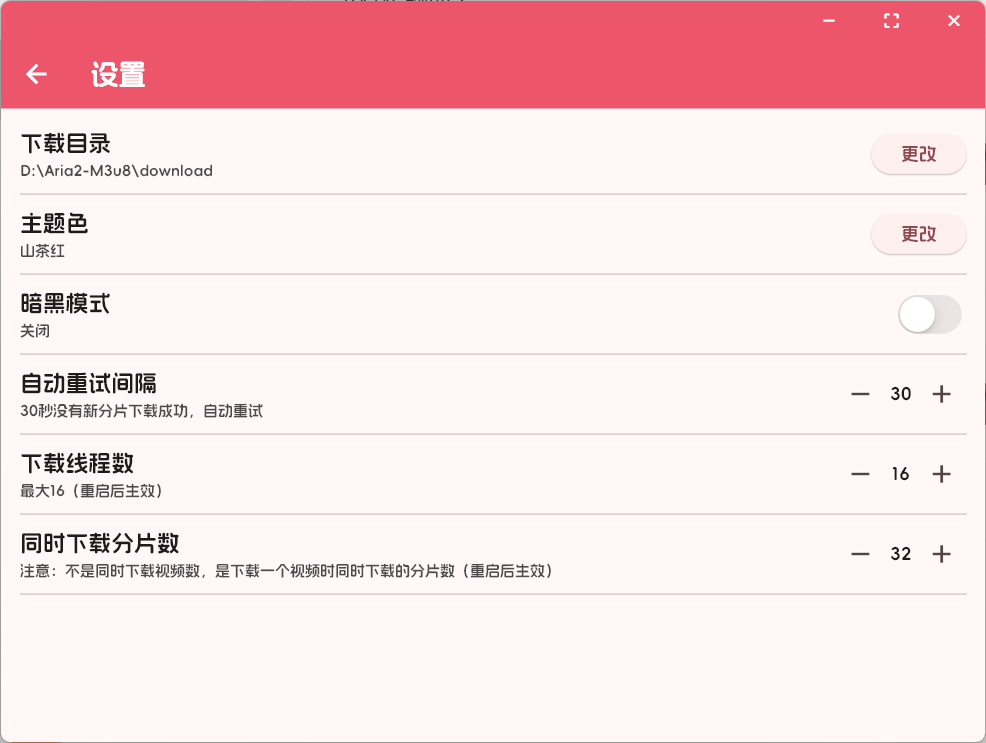 设置
下载目录
D:\Aria2-M3u8\download
更改
主题色
山茶红
更改
暗黑模式
关闭
自动重试间隔
30秒没有新分片下载成功，自动重试
30
下载线程数
最大16（重启后主效）
16
同时下载分片数
注意：不是同时下载视频数，是下载一个视频时同时下载的分片数（重启后主效）
32